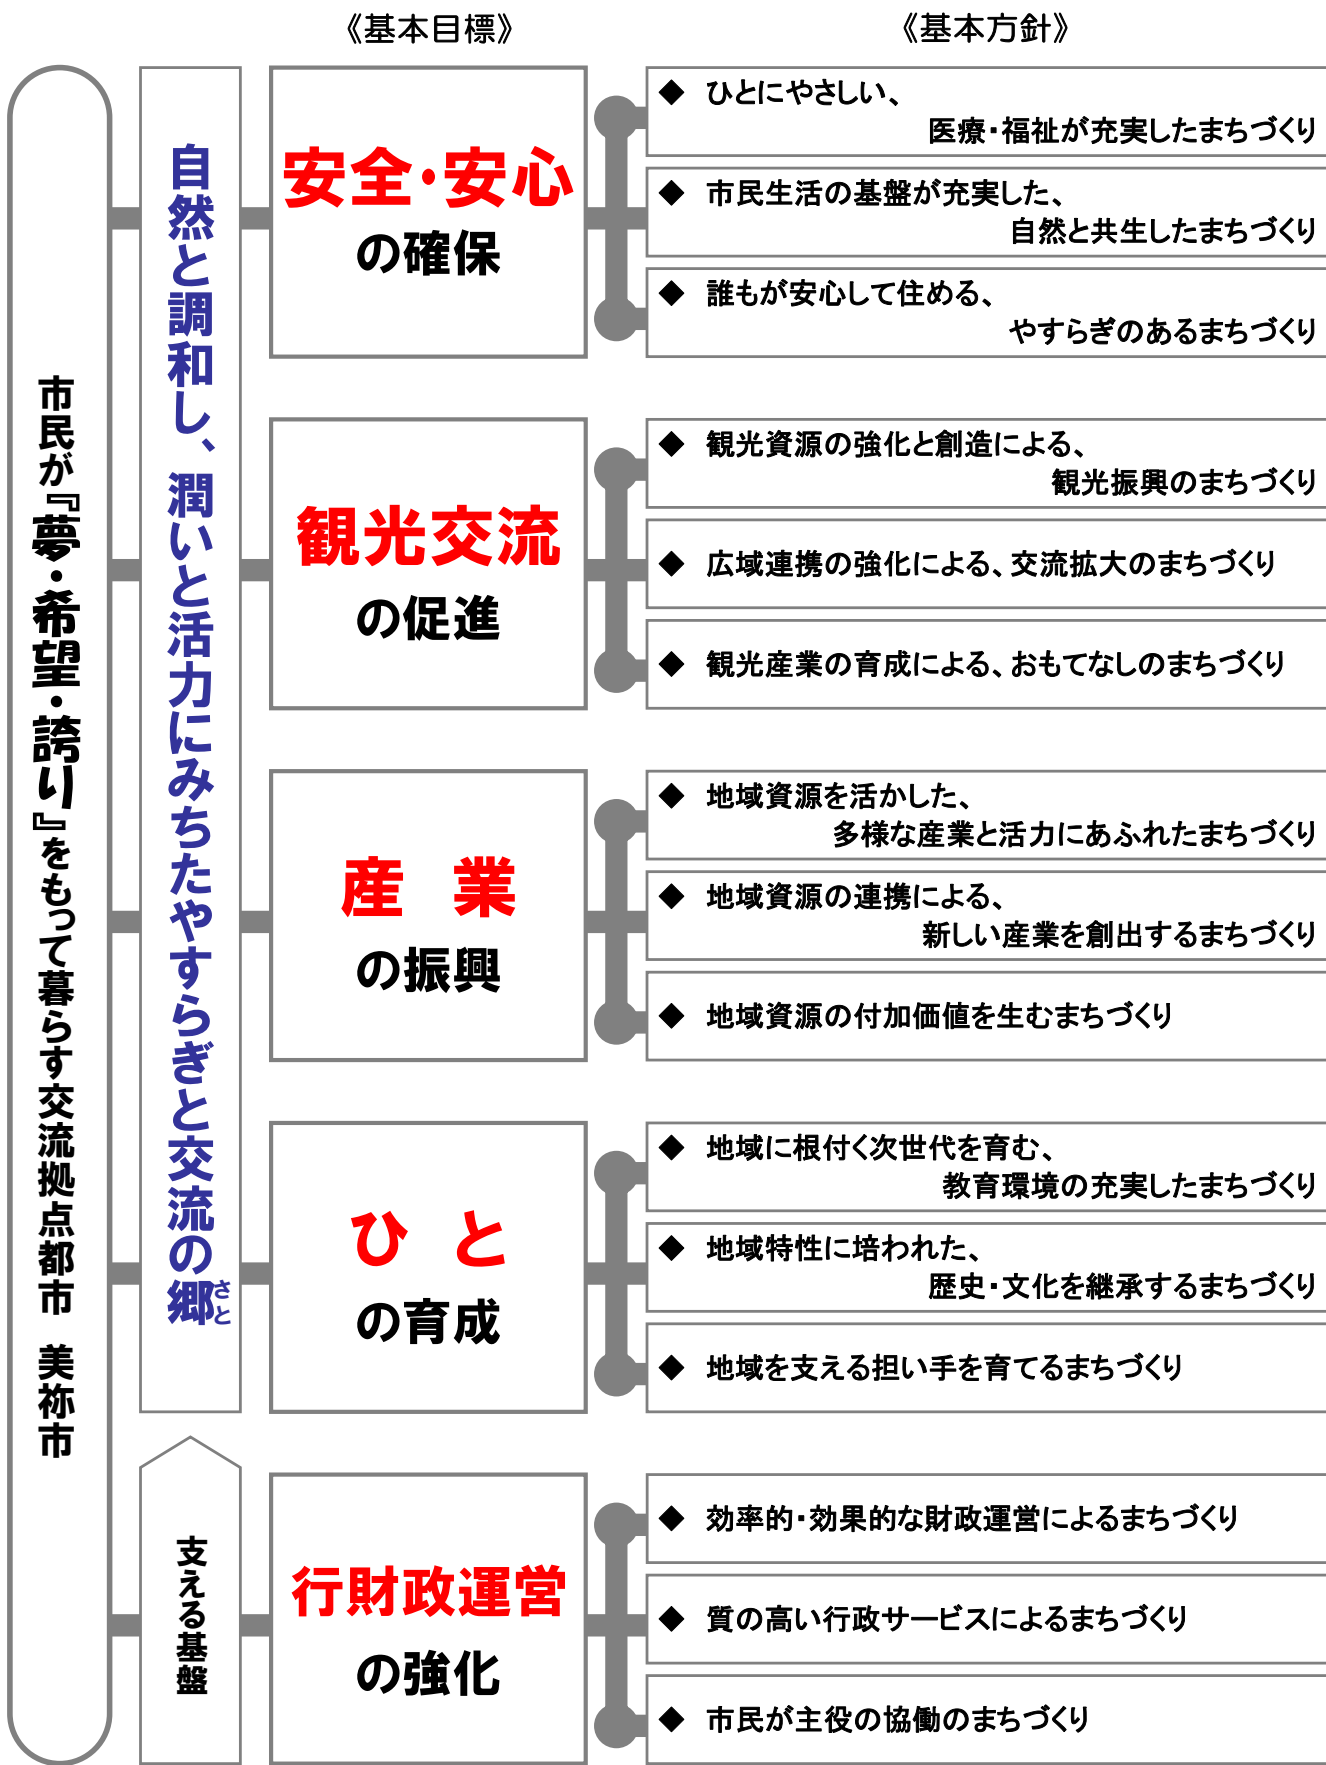 《基本目標》
《基本方針》
市民が『夢・希望・誇り』をもって暮らす交流拠点都市　美祢市
自然と調和し、潤いと活力にみちたやすらぎと交流の郷
さと
安全・安心
の確保
◆ ひとにやさしい、
医療・福祉が充実したまちづくり
◆ 市民生活の基盤が充実した、
自然と共生したまちづくり
◆ 誰もが安心して住める、
やすらぎのあるまちづくり
観光交流
の促進
◆ 観光資源の強化と創造による、
観光振興のまちづくり
◆ 広域連携の強化による、交流拡大のまちづくり
◆ 観光産業の育成による、おもてなしのまちづくり
産　業
の振興
◆ 地域資源を活かした、
多様な産業と活力にあふれたまちづくり
◆ 地域資源の連携による、
新しい産業を創出するまちづくり
◆ 地域資源の付加価値を生むまちづくり
ひ　と
の育成
◆ 地域に根付く次世代を育む、
教育環境の充実したまちづくり
◆ 地域特性に培われた、
歴史・文化を継承するまちづくり
◆ 地域を支える担い手を育てるまちづくり
支える基盤
行財政運営
の強化
◆ 効率的・効果的な財政運営によるまちづくり
◆ 質の高い行政サービスによるまちづくり
◆ 市民が主役の協働のまちづくり